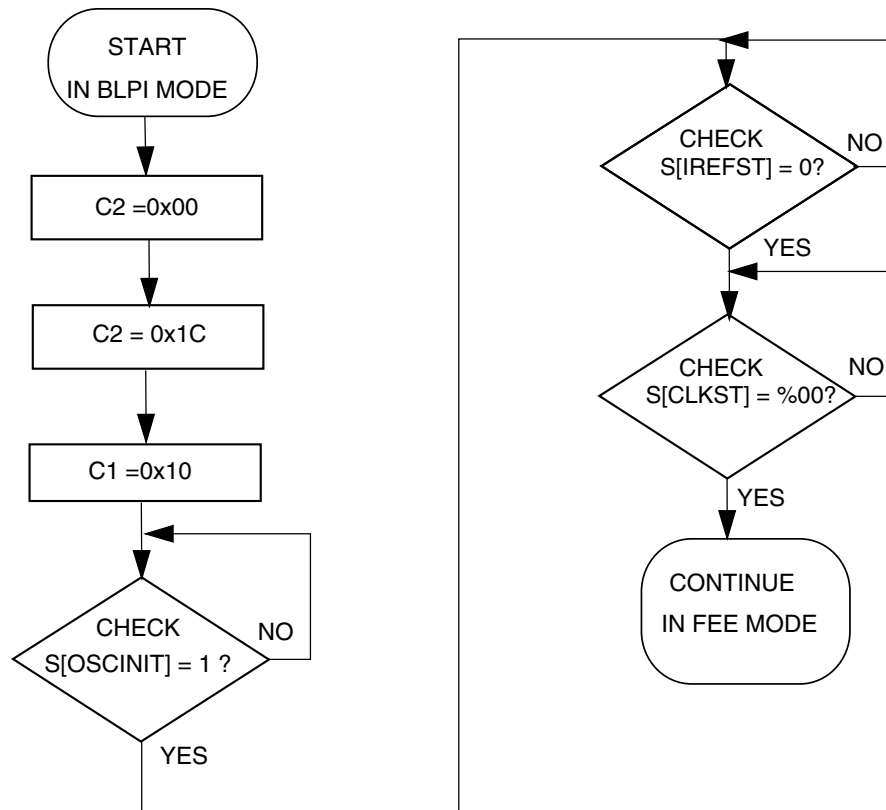 START
IN BLPI MODE
C2 =0x00
C2 = 0x1C
C1 =0x10
CHECK
S[OSCINIT] = 1 ?
NO
YES
CHECK
S[IREFST] = 0?
NO
YES
CHECK
S[CLKST] = %00?
NO
YES
CONTINUE
IN FEE MODE